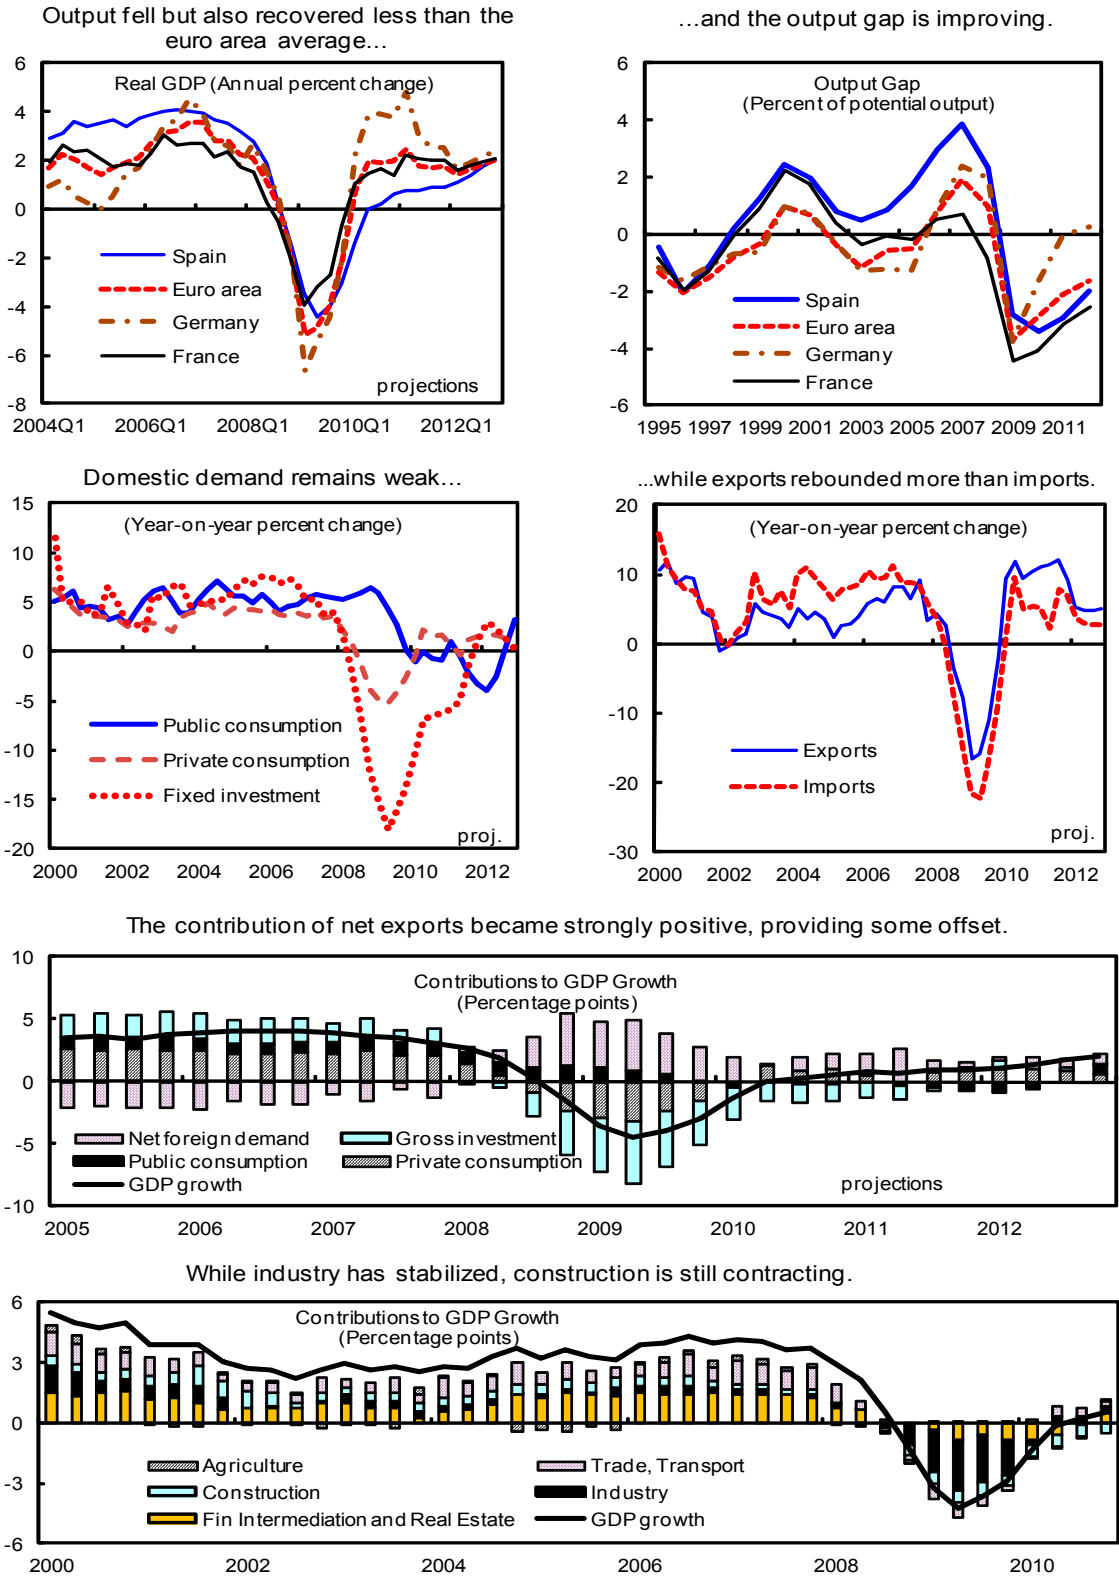 Output fell but also recovered less than the
euro area average...
Real GDP (Annual percent change)
6
4
2
0
-2
-4
-6
-8
Spain
Euro area
Germany
France
projections
2004Q1 2006Q1 2008Q1 2010Q1 2012Q1
...and the output gap is improving.
Output Gap
(Percent of potential output)
6
4
2
0
-2
-4
-6
Spain
Euro area
Germany
France
1995 1997 1999 2001 2003 2005 2007 2009 2011
Domestic demand remains weak...
(Year-on-year percent change)
15
10
5
0
-5
-10
-15
-20
Public consumption
Private consumption
Fixed investment
proj.
2000 2002 2004 2006 2008 2010 2012
...while exports rebounded more than imports.
(Year-on-year percent change)
20
10
0
-10
-20
-30
Exports
Imports
proj.
2000 2002 2004 2006 2008 2010 2012
The contribution of net exports became strongly positive, providing some offset.
Contributions to GDP Growth
(Percentage points)
10
5
0
-5
-10
Net foreign demand Gross investment
Public consumption Private consumption
GDP growth
projections
2005 2006 2007 2008 2009 2010 2011 2012
While industry has stabilized, construction is still contracting.
Contributions to GDP Growth
(Percentage points)
6
3
0
-3
-6
Agriculture Trade, Transport
Construction Industry
Fin Intermediation and Real Estate GDP growth
2000 2002 2004 2006 2008 2010